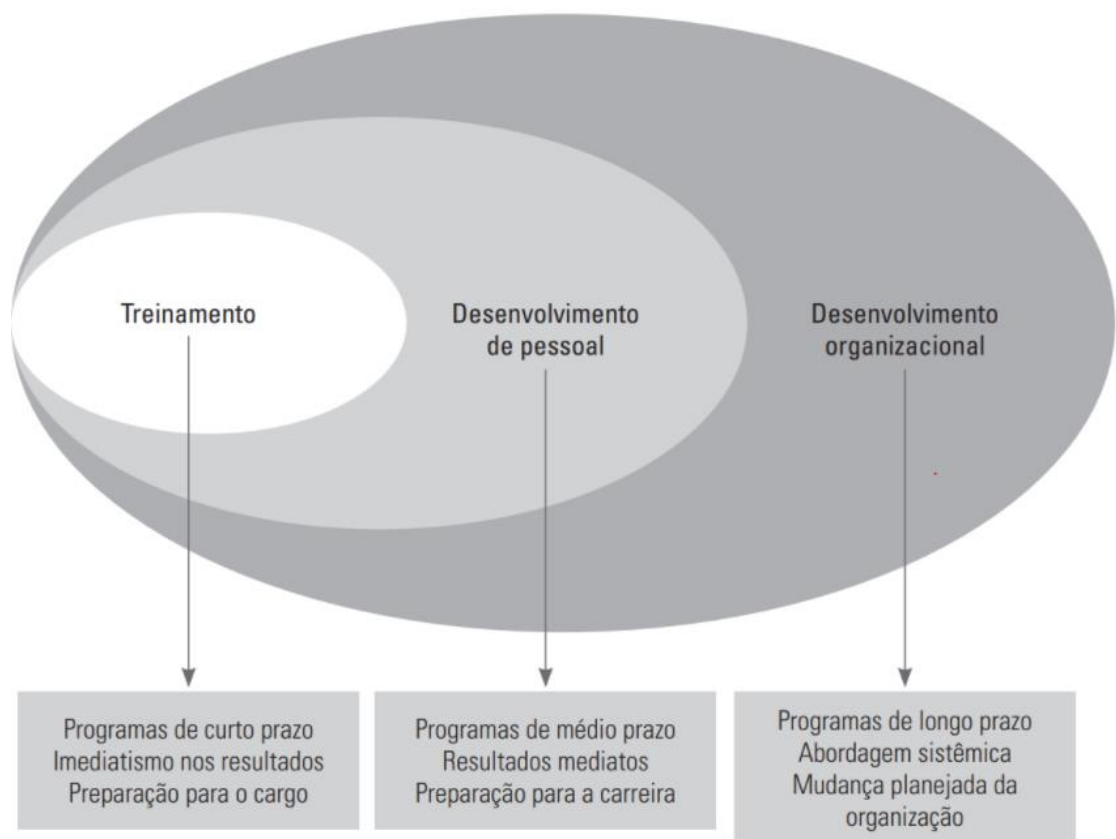 Treinamento
Desenvolvimento
de pessoal
Desenvolvimento
organizacional
Programas de curto prazo
Imediatismo nos resultados
Preparação para o cargo
Programas de médio prazo
Resultados mediatos
Preparação para a carreira
Programas de longo prazo
Abordagem sistêmica
Mudança planejada da
organização